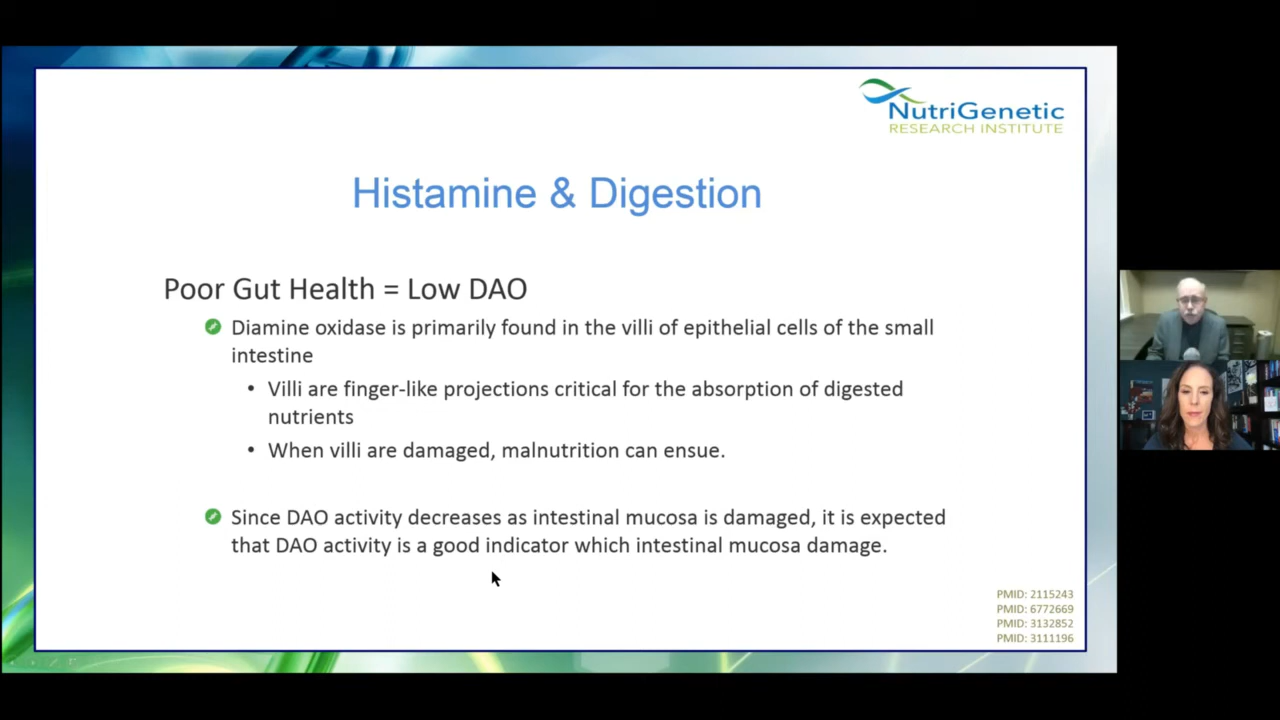 NutriGenetic
RESEARCH INSTITUTE
Histamine & Digestion
Poor Gut Health = Low DAO
Diamine oxidase is primarily found in the villi of epithelial cells of the small
intestine
• Villi are finger-like projections critical for the absorption of digested
nutrients
• When villi are damaged, malnutrition can ensue.
Since DAO activity decreases as intestinal mucosa is damaged, it is expected
that DAO activity is a good indicator which intestinal mucosa damage.
PMID: 2115243
PMID: 6772669
PMID: 3132852
PMID: 3111196